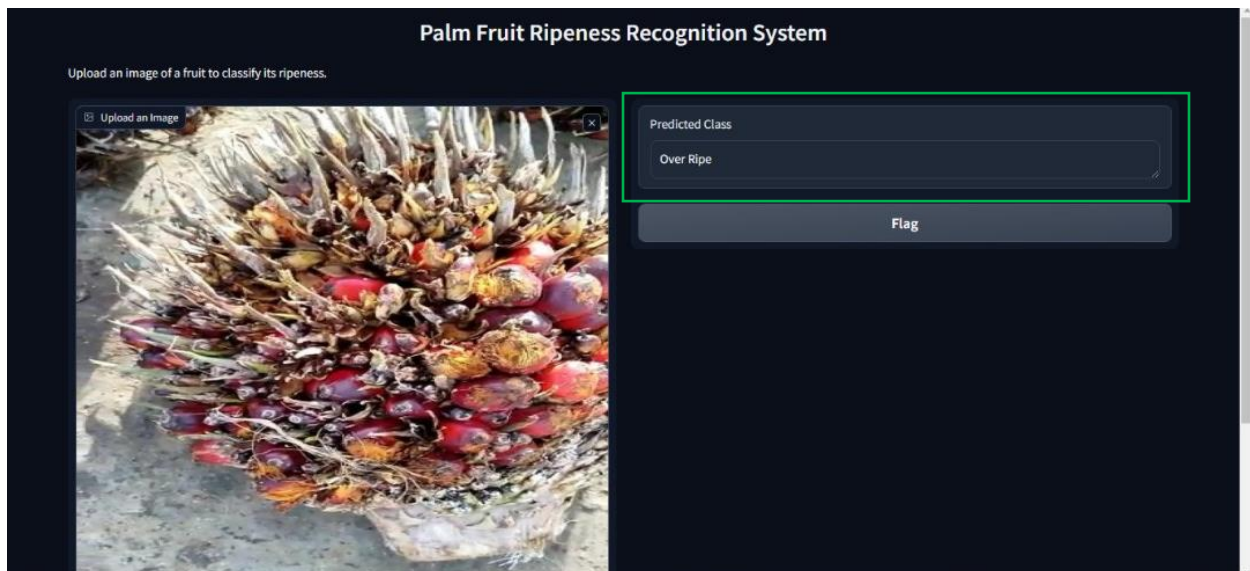 Palm Fruit Ripeness Recognition System
Upload an image of a fruit to classify its ripeness.
Upload an Image
Predicted Class
Over Ripe
Flag